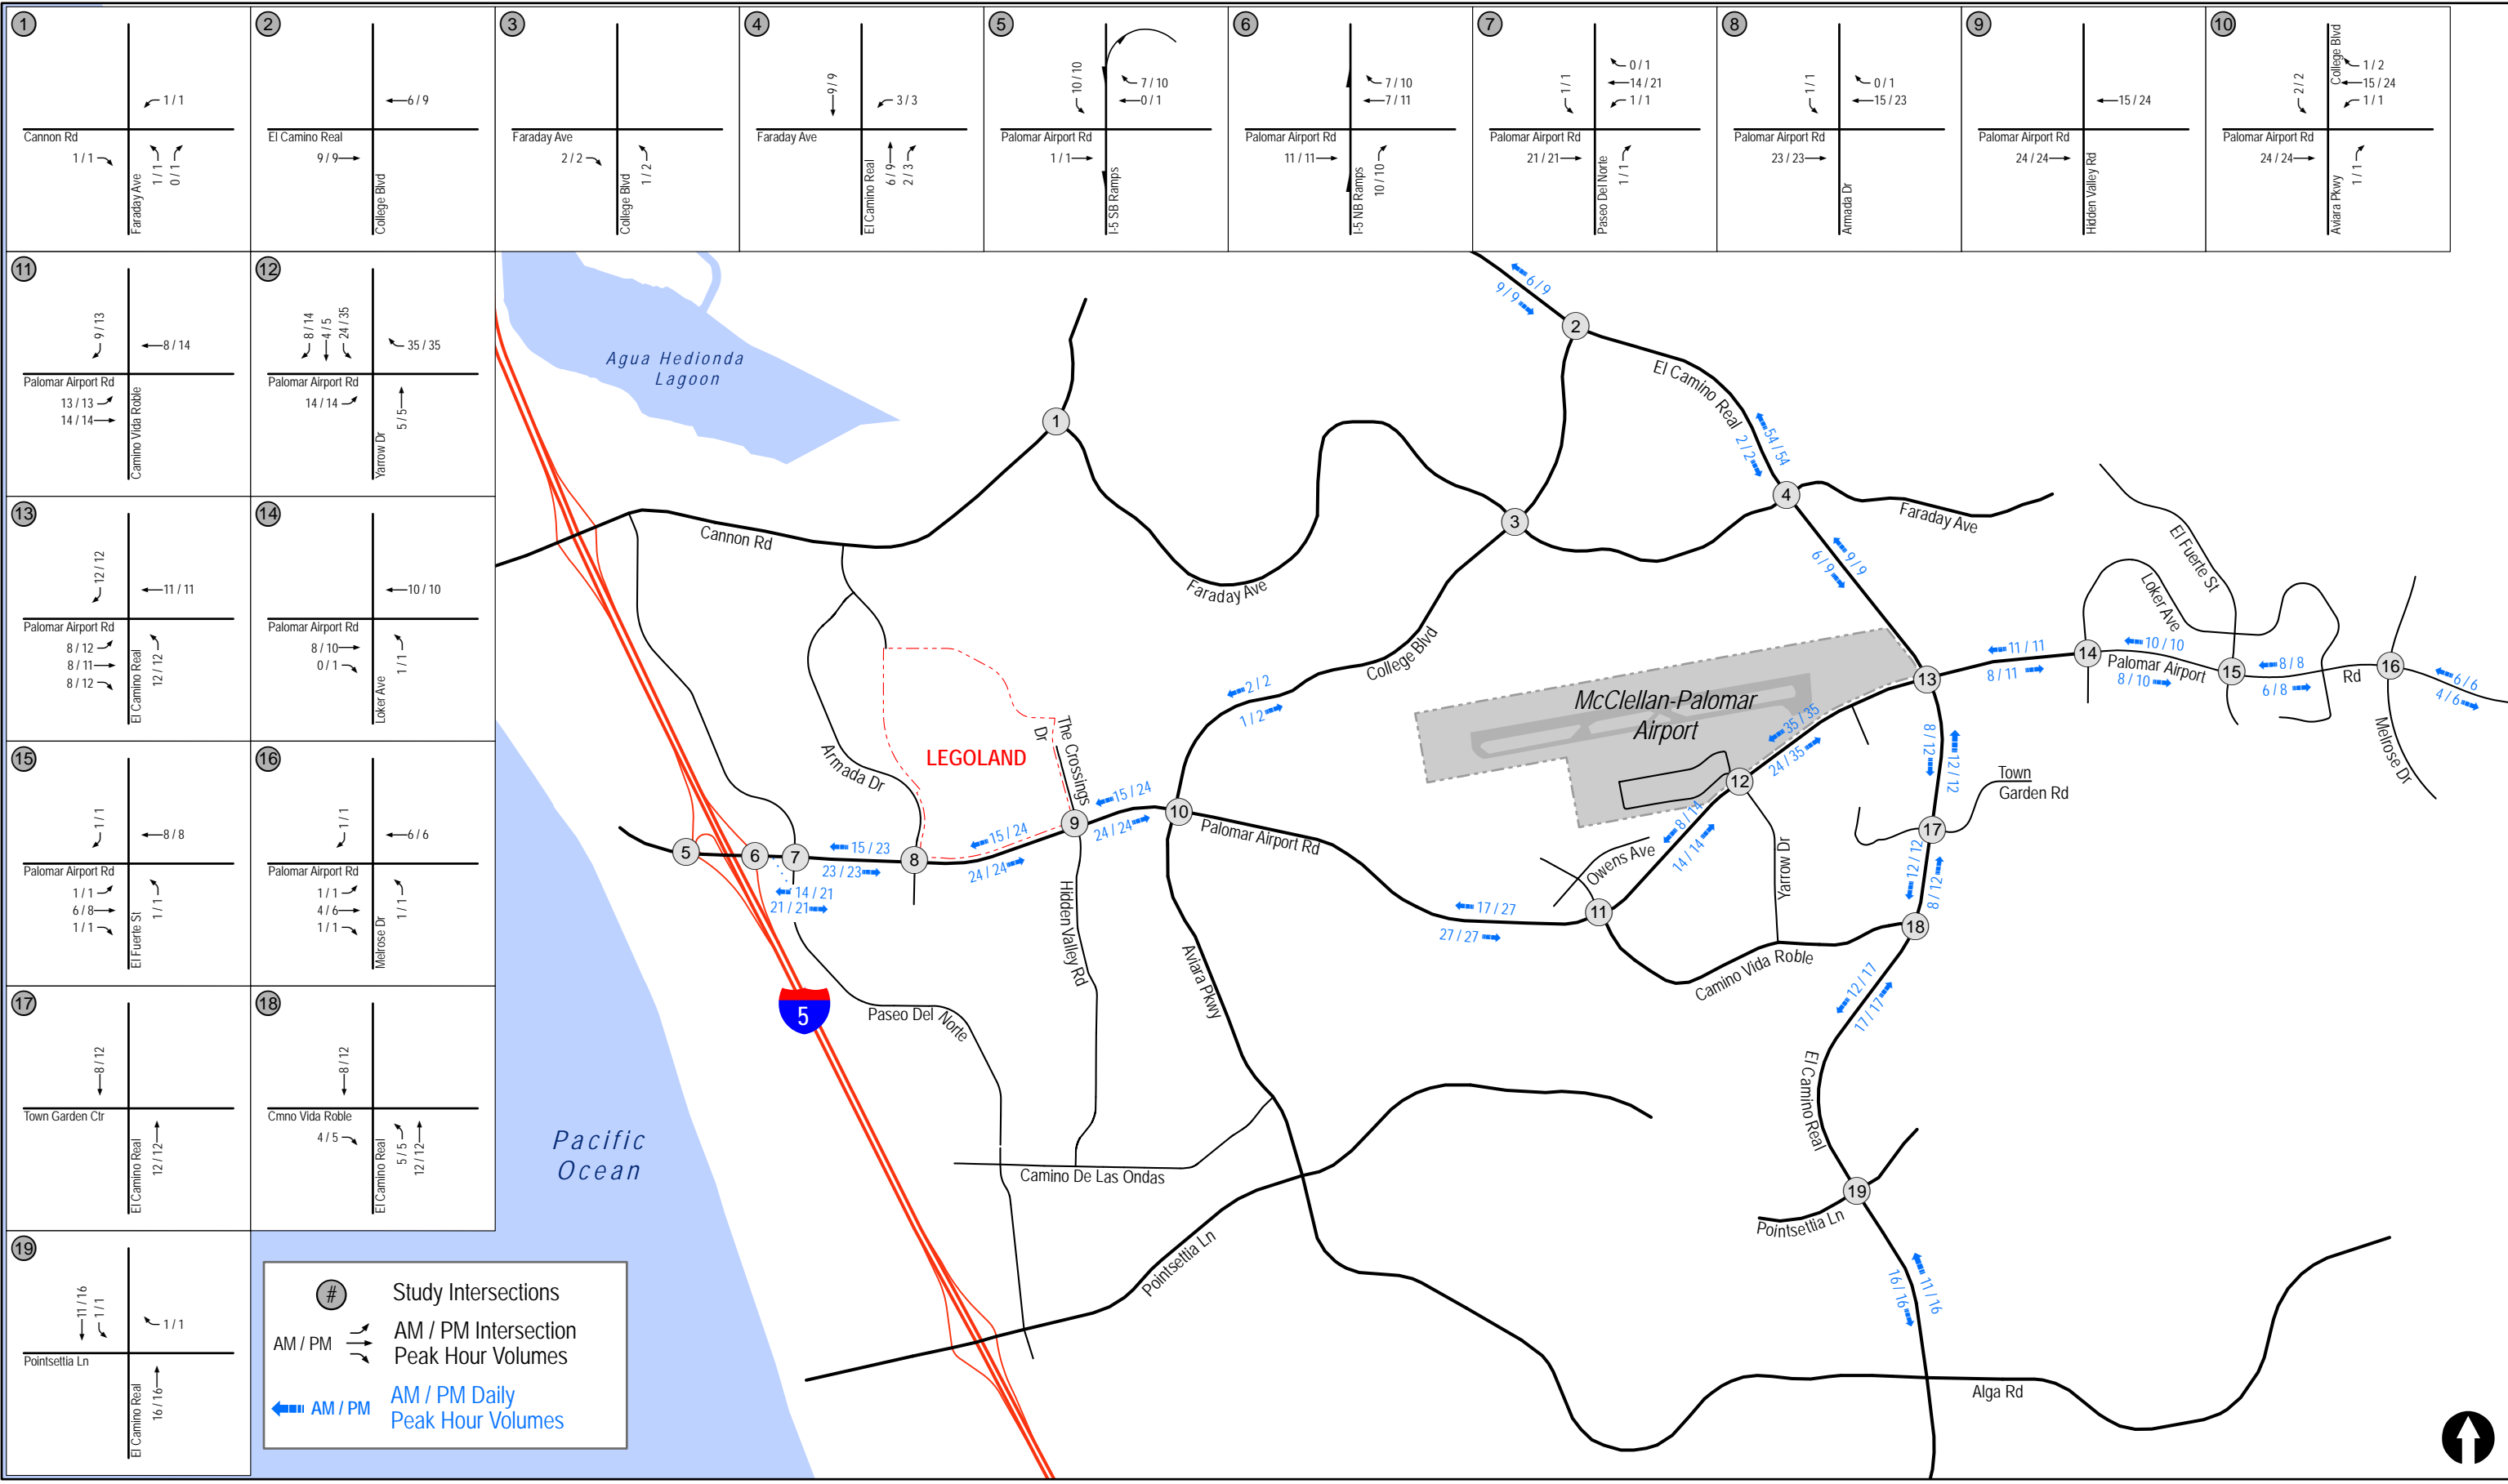 1
1 / 1
Cannon Rd
1 / 1
Faraday Ave
1 / 1
0 / 1
2
6 / 9
El Camino Real
9 / 9
College Blvd
3
Faraday Ave
2 / 2
College Blvd
1 / 2
4
9 / 9
3 / 3
Faraday Ave
El Camino Real
6 / 9
2 / 3
5
10 / 10
7 / 10
0 / 1
Palomar Airport Rd
1 / 1
I-5 SB Ramps
6
7 / 10
7 / 11
Palomar Airport Rd
11 / 11
I-5 NB Ramps
10 / 10
7
1 / 1
0 / 1
14 / 21
1 / 1
Palomar Airport Rd
21 / 21
Paseo Del Norte
1 / 1
8
1 / 1
0 / 1
15 / 23
Palomar Airport Rd
23 / 23
Armada Dr
9
15 / 24
Palomar Airport Rd
24 / 24
Hidden Valley Rd
10
2 / 2
College Blvd
1 / 2
15 / 24
1 / 1
Palomar Airport Rd
24 / 24
Aviara Pkwy
1 / 1
11
9 / 13
8 / 14
Palomar Airport Rd
13 / 13
14 / 14
Camino Vida Roble
12
8 / 14
4 / 5
24 / 35
35 / 35
Palomar Airport Rd
14 / 14
Yarrow Dr
5 / 5
13
12 / 12
11 / 11
Palomar Airport Rd
8 / 12
8 / 11
8 / 12
El Camino Real
12 / 12
14
10 / 10
Palomar Airport Rd
8 / 10
0 / 1
Loker Ave
1 / 1
15
1 / 1
8 / 8
Palomar Airport Rd
1 / 1
6 / 8
1 / 1
El Fuerte St
1 / 1
16
1 / 1
6 / 6
Palomar Airport Rd
1 / 1
4 / 6
1 / 1
Melrose Dr
1 / 1
17
8 / 12
Town Garden Ctr
El Camino Real
12 / 12
18
8 / 12
Cmno Vida Roble
4 / 5
El Camino Real
5 / 5
12 / 12
19
11 / 16
1 / 1
1 / 1
Pointsettia Ln
El Camino Real
16 / 16
#
Study Intersections
AM / PM
AM / PM Intersection
Peak Hour Volumes
AM / PM
AM / PM Daily
Peak Hour Volumes
Agua Hedionda
Lagoon
Pacific
Ocean
6 / 9
9 / 9
2
El Camino Real
54 / 54
2 / 2
1
4
3
Faraday Ave
Cannon Rd
Faraday Ave
9 / 9
6 / 9
College Blvd
El Fuerte St
Loker Ave
11 / 11
8 / 11
14
10 / 10
Palomar Airport
8 / 10
15
8 / 8
6 / 8
Rd
16
6 / 6
4 / 6
Melrose Dr
13
2 / 2
1 / 2
McClellan-Palomar
Airport
35 / 35
24 / 35
12
LEGOLAND
The Crossings
Dr
Armada Dr
8 / 12
12 / 12
Town
Garden Rd
17
15 / 24
24 / 24
10
9
15 / 24
24 / 24
5
6
7
15 / 23
23 / 23
8
14 / 21
21 / 21
Palomar Airport Rd
8 / 14
14 / 14
Owens Ave
Yarrow Dr
12 / 12
8 / 12
17 / 27
27 / 27
11
18
Camino Vida Roble
Hidden Valley Rd
Aviara Pkwy
5
Paseo Del Norte
12 / 17
17 / 17
El Camino Real
Camino De Las Ondas
19
Pointsettia Ln
Pointsettia Ln
11 / 16
16 / 16
Alga Rd